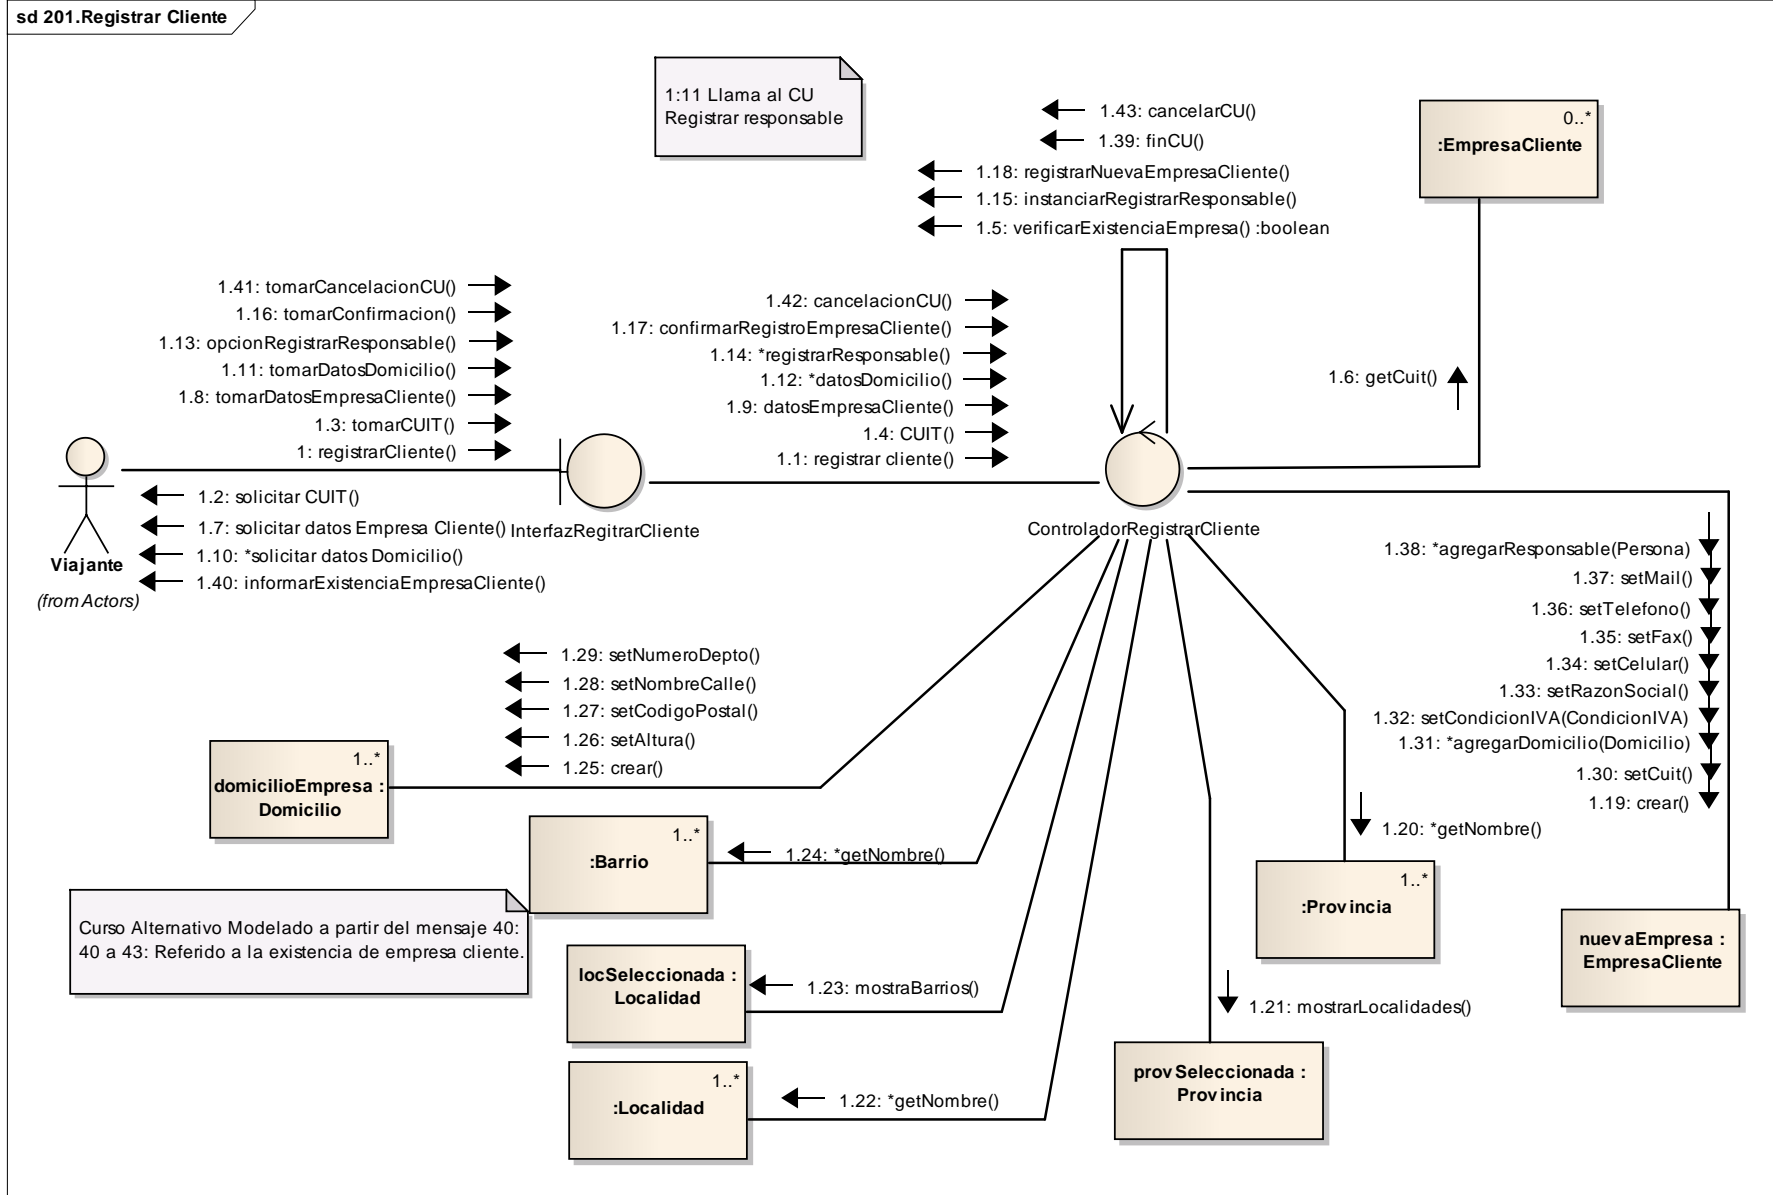 sd 201.Registrar Cliente
1:11 Llama al CU
Registrar responsable
1.43: cancelarCU()
1.39: finCU()
1.18: registrarNuevaEmpresaCliente()
1.15: instanciarRegistrarResponsable()
1.5: verificarExistenciaEmpresa() :boolean
0..*
:EmpresaCliente
1.41: tomarCancelacionCU()
1.16: tomarConfirmacion()
1.13: opcionRegistrarResponsable()
1.11: tomarDatosDomicilio()
1.8: tomarDatosEmpresaCliente()
1.3: tomarCUIT()
1: registrarCliente()
1.42: cancelacionCU()
1.17: confirmarRegistroEmpresaCliente()
1.14: *registrarResponsable()
1.12: *datosDomicilio()
1.9: datosEmpresaCliente()
1.4: CUIT()
1.1: registrar cliente()
1.6: getCuit()
1.2: solicitar CUIT()
1.7: solicitar datos Empresa Cliente()
1.10: *solicitar datos Domicilio()
1.40: informarExistenciaEmpresaCliente()
Viajante
(from Actors)
InterfazRegitrarCliente
ControladorRegistrarCliente
1.38: *agregarResponsable(Persona)
1.37: setMail()
1.36: setTelefono()
1.35: setFax()
1.34: setCelular()
1.33: setRazonSocial()
1.32: setCondicionIVA(CondicionIVA)
1.31: *agregarDomicilio(Domicilio)
1.30: setCuit()
1.19: crear()
1.29: setNumeroDepto()
1.28: setNombreCalle()
1.27: setCodigoPostal()
1.26: setAltura()
1.25: crear()
1..*
domicilioEmpresa :
Domicilio
1..*
:Barrio
1.24: *getNombre()
1.20: *getNombre()
1..*
:Provincia
Curso Alternativo Modelado a partir del mensaje 40:
40 a 43: Referido a la existencia de empresa cliente.
nuevaEmpresa :
EmpresaCliente
locSeleccionada :
Localidad
1.23: mostraBarrios()
1.21: mostrarLocalidades()
provSeleccionada :
Provincia
1..*
:Localidad
1.22: *getNombre()